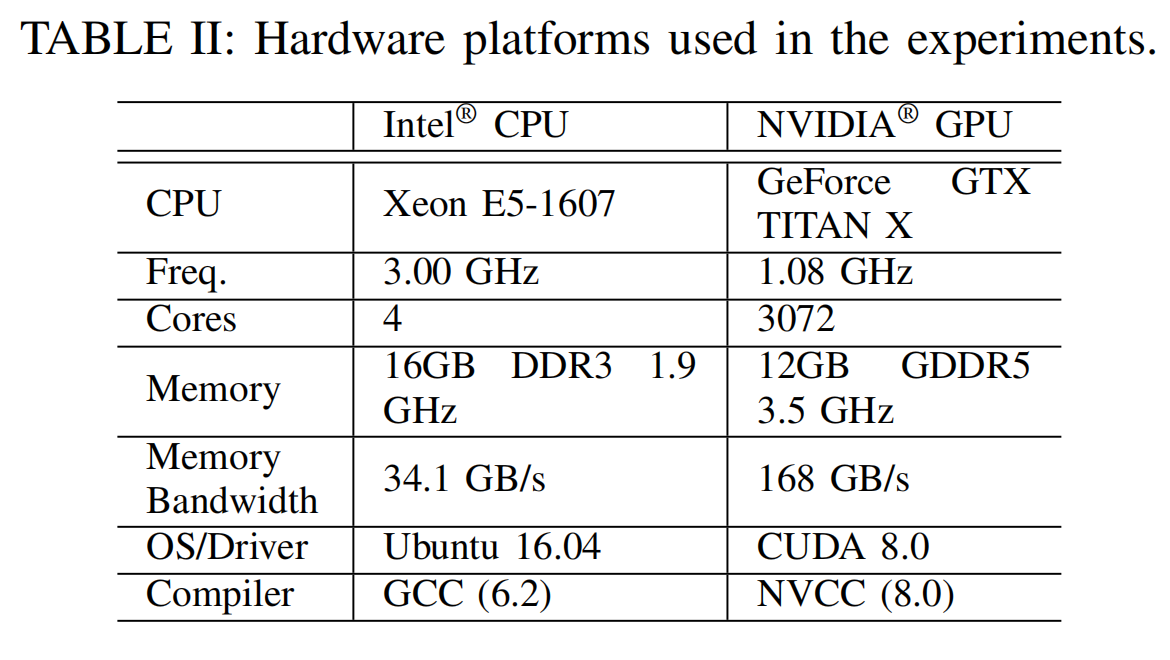 TABLE II: Hardware platforms used in the experiments.
Intel® CPU NVIDIA® GPU
CPU Xeon E5-1607 GeForce GTX TITAN X
Freq. 3.00 GHz 1.08 GHz
Cores 4 3072
Memory 16GB DDR3 1.9 GHz 12GB GDDR5 3.5 GHz
Memory Bandwidth 34.1 GB/s 168 GB/s
OS/Driver Ubuntu 16.04 CUDA 8.0
Compiler GCC (6.2) NVCC (8.0)